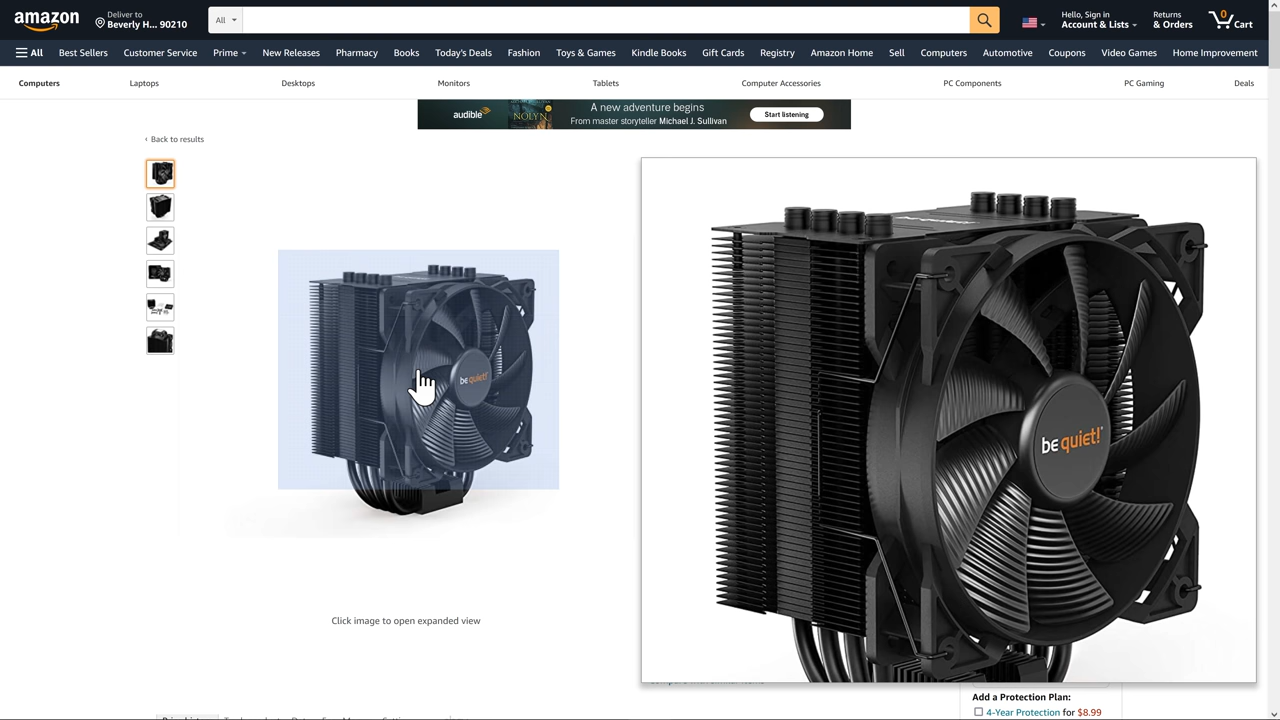 amazon
Deliver to
Beverly H... 90210
All
Hello, Sign in
Account & Lists
Returns
& Orders
0
Cart
All
Best Sellers
Customer Service
Prime
New Releases
Pharmacy
Books
Today's Deals
Fashion
Toys & Games
Kindle Books
Gift Cards
Registry
Amazon Home
Sell
Computers
Automotive
Coupons
Video Games
Home Improvement
Computers
Laptops
Desktops
Monitors
Tablets
Computer Accessories
PC Components
PC Gaming
Deals
audible
NOLYN
A new adventure begins
From master storyteller Michael J. Sullivan
Start listening
‹ Back to results
be quiet!
be quiet!
be quiet!
Click image to open expanded view
Add a Protection Plan:
4-Year Protection for $8.99